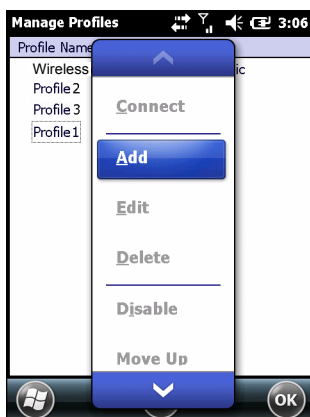 Manage Profiles 3:06
Profile Name
Wireless ic
Profile 2
Profile 3
Profile 1
Connect
Add
Edit
Delete
Disable
Move Up
OK